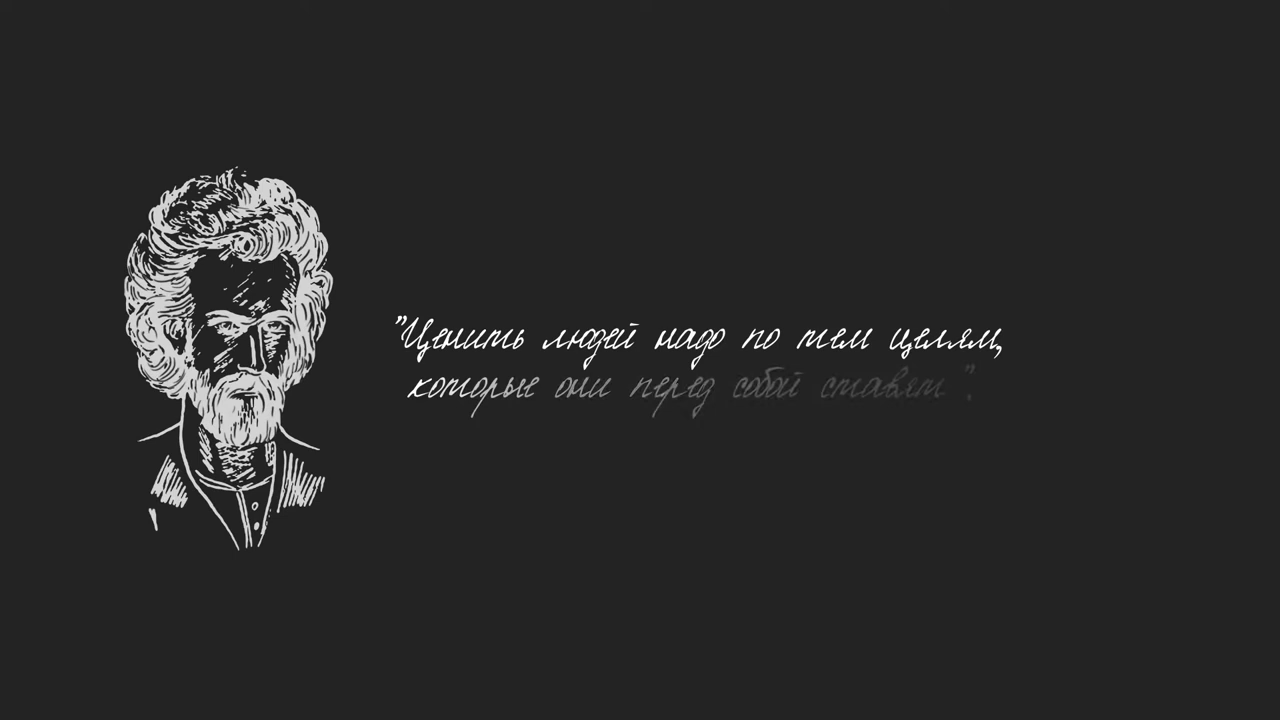 "Ценить людей надо по тем целям,
которые они перед собой ставят."